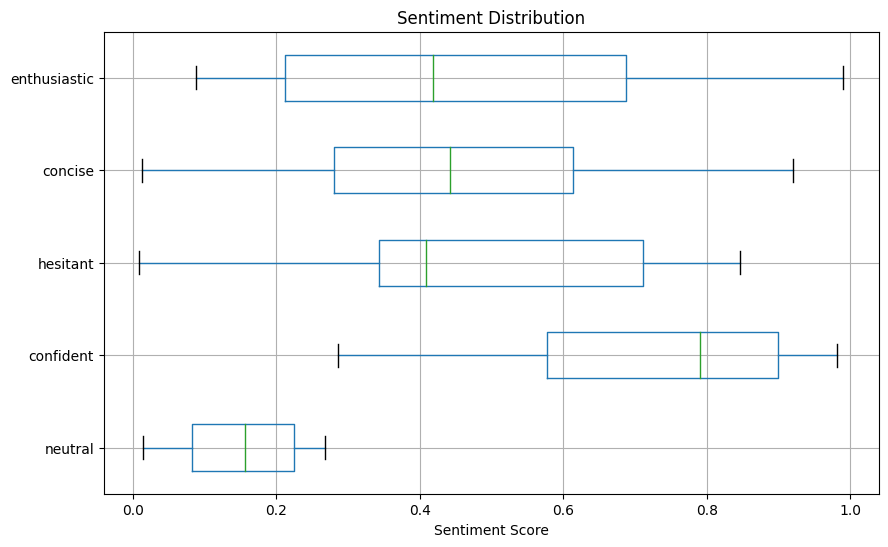 Sentiment Distribution
enthusiastic
concise
hesitant
confident
neutral
0.0 0.2 0.4 0.6 0.8 1.0
Sentiment Score